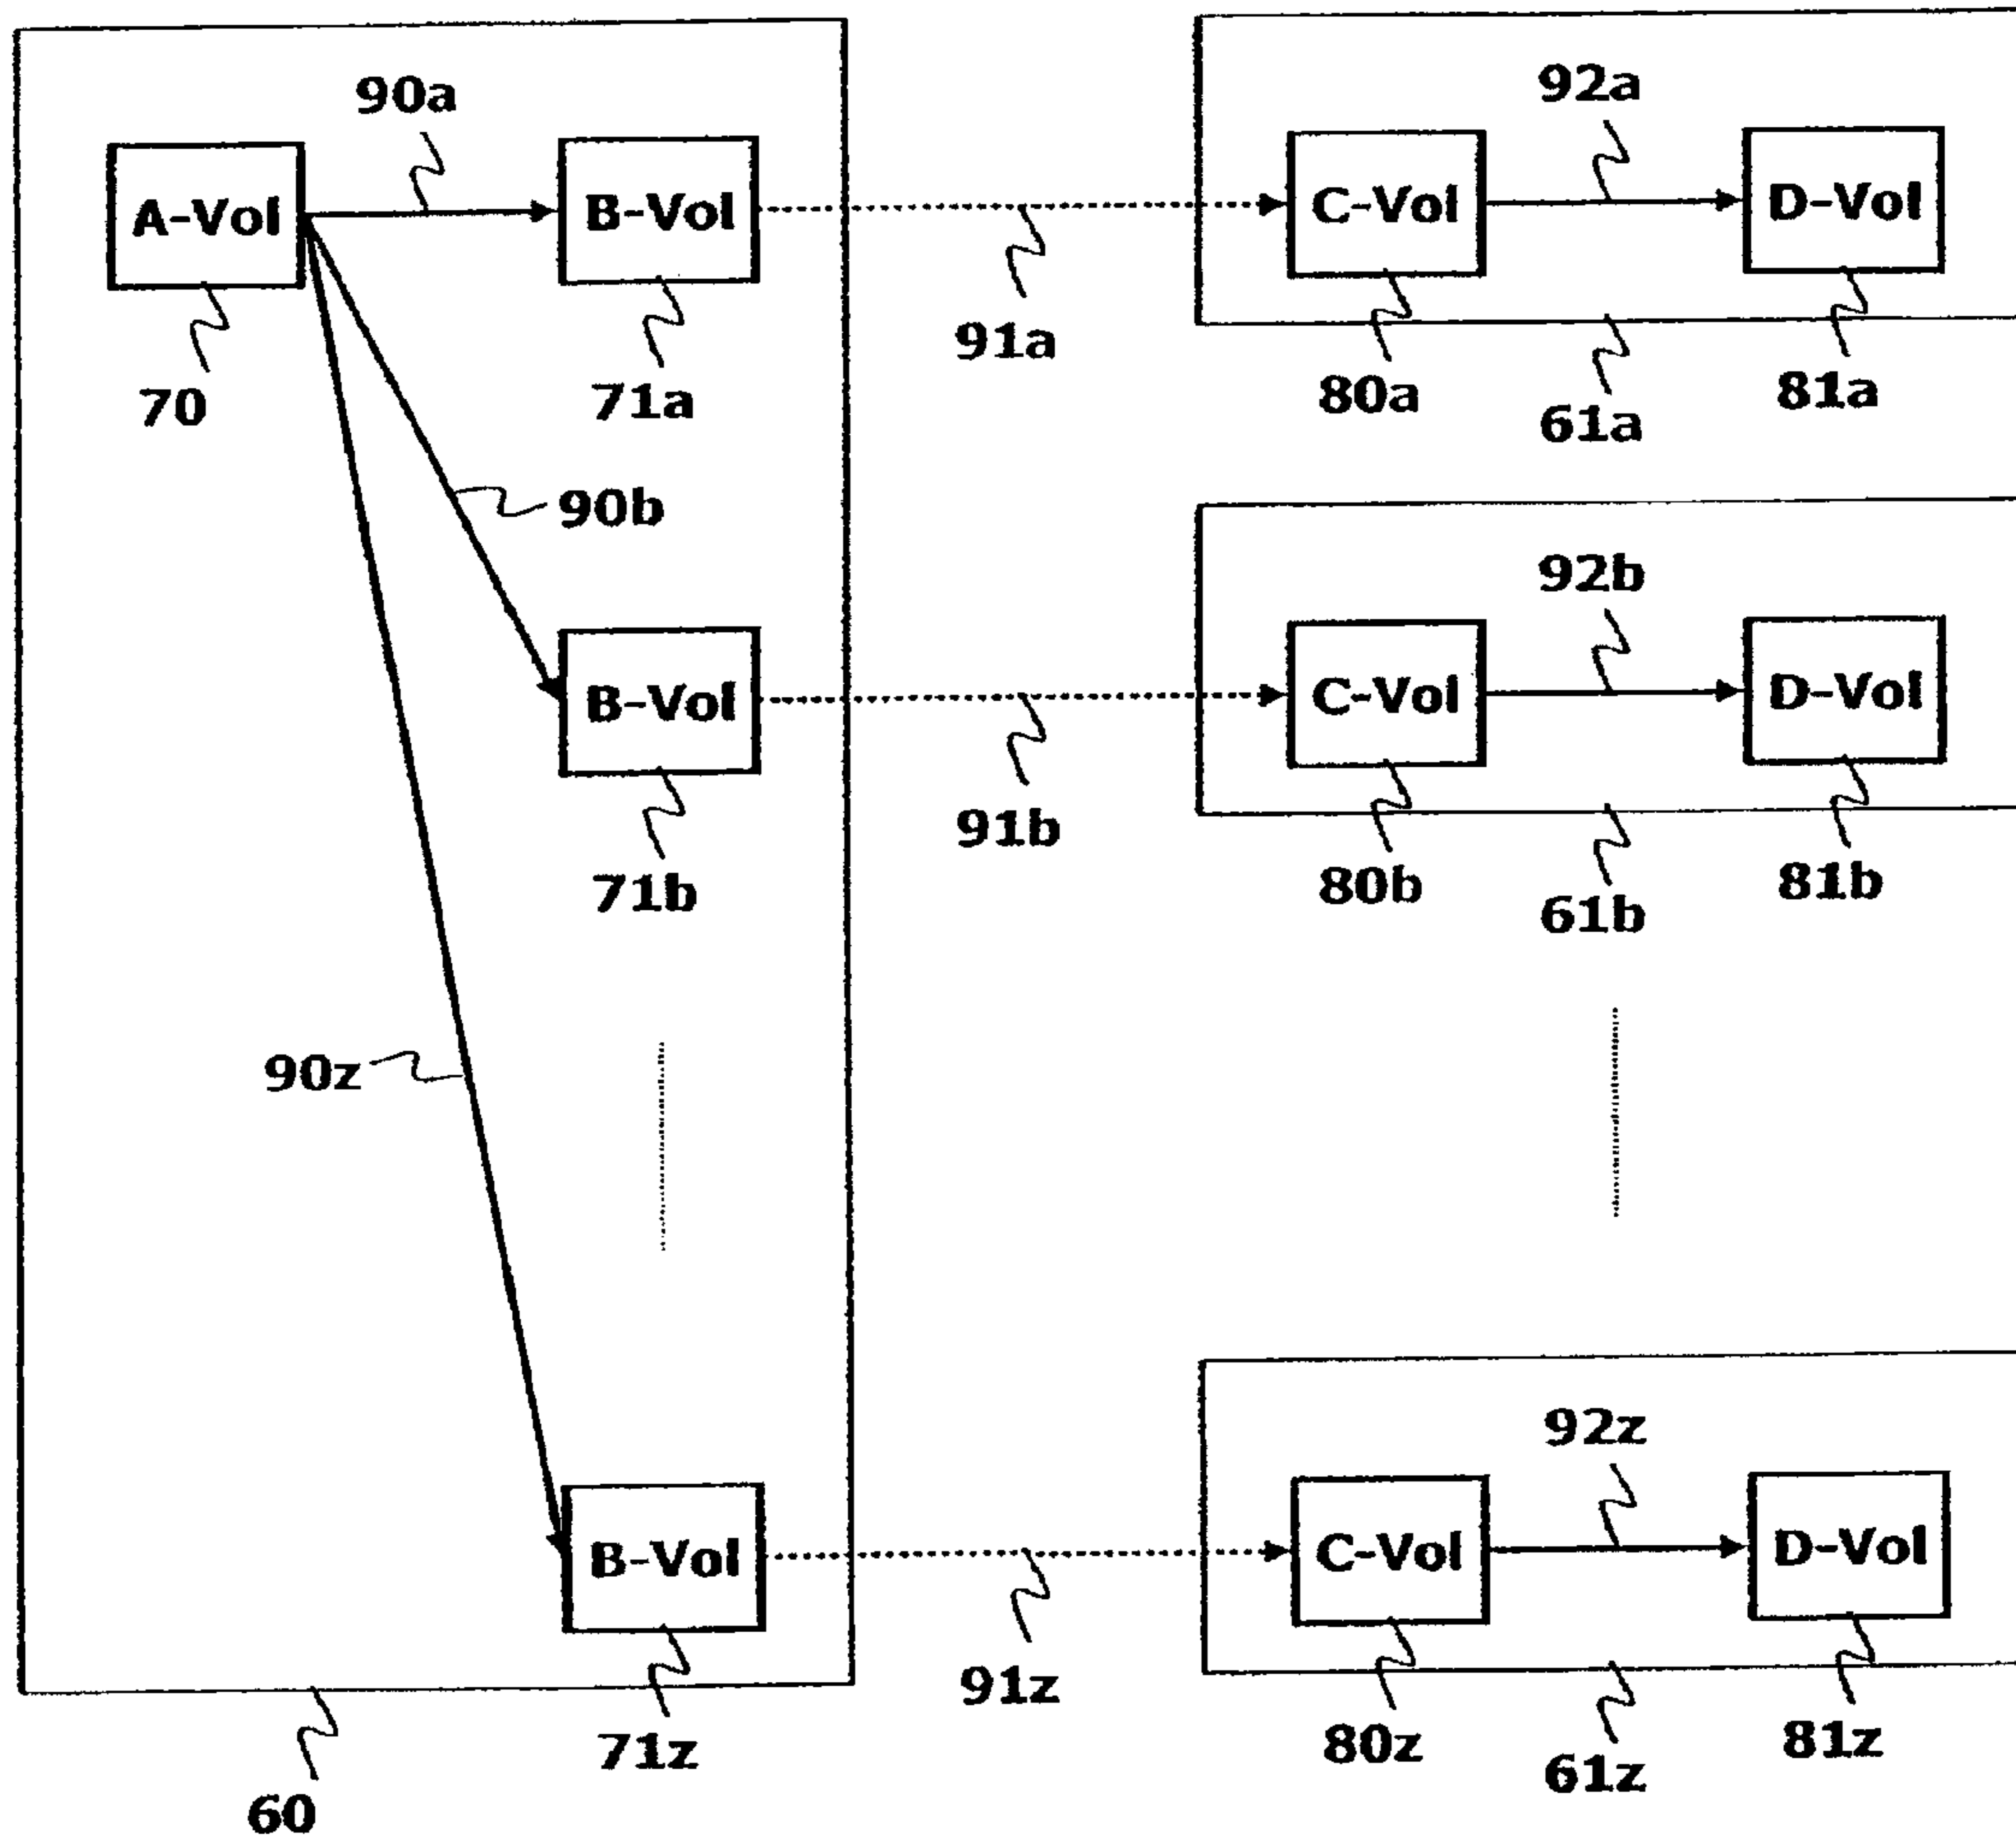 90a
92a
A-Vol
B-Vol
C-Vol
D-Vol
70
71a
91a
80a
61a
81a
90b
92b
B-Vol
C-Vol
D-Vol
71b
91b
80b
61b
81b
90z
92z
B-Vol
C-Vol
D-Vol
71z
91z
80z
61z
81z
60